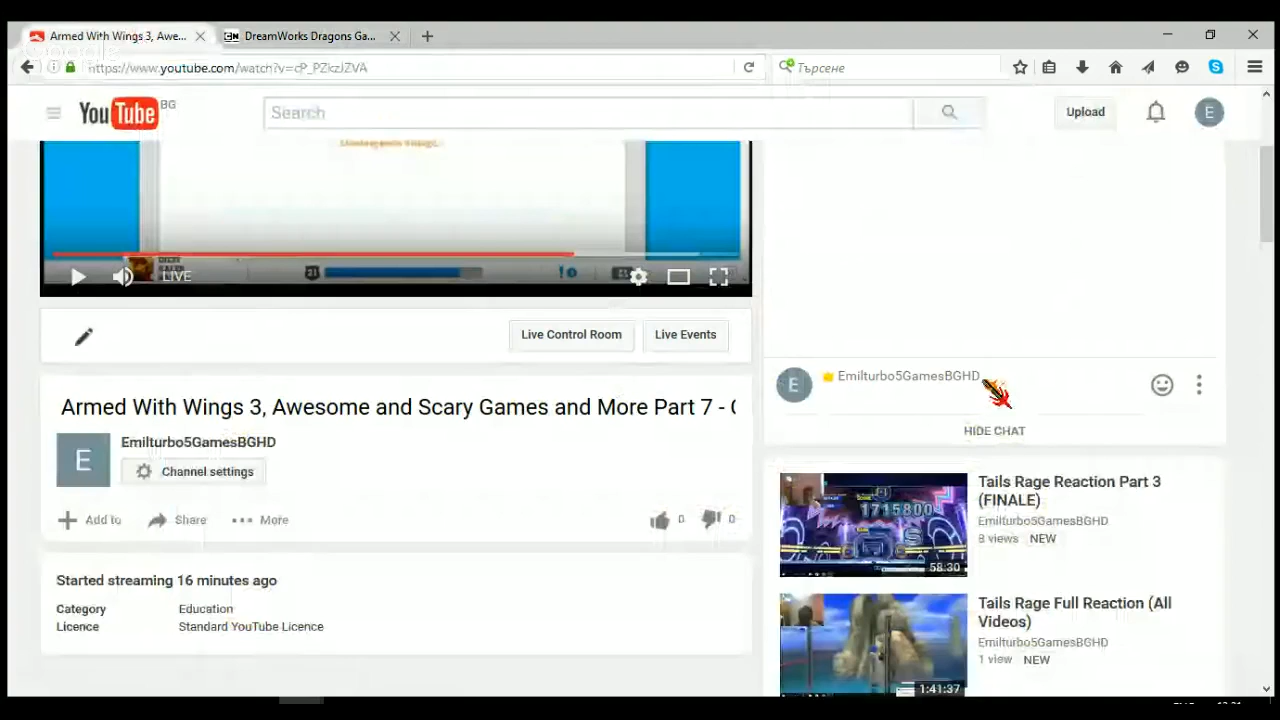 Armed With Wings 3, Awe...
DreamWorks Dragons Ga...
https://www.youtube.com/watch?v=cP_PZkzJZVA
Търсене
YouTube BG
Search
Upload
E
LIVE
21
Live Control Room
Live Events
E
Emilturbo5GamesBGHD
HIDE CHAT
Armed With Wings 3, Awesome and Scary Games and More Part 7 -
E
Emilturbo5GamesBGHD
Channel settings
Add to
Share
More
0
0
Started streaming 16 minutes ago
Category
Education
Licence
Standard YouTube Licence
1715800
58:30
Tails Rage Reaction Part 3
(FINALE)
Emilturbo5GamesBGHD
8 views NEW
1:41:37
Tails Rage Full Reaction (All
Videos)
Emilturbo5GamesBGHD
1 view NEW